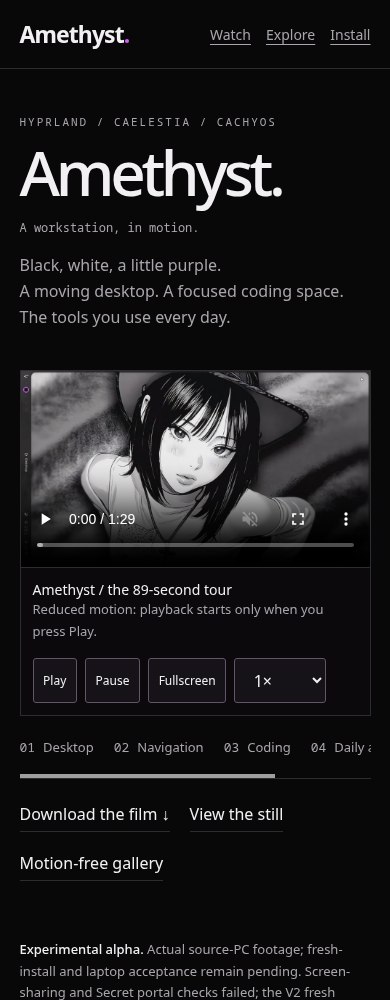 Amethyst.
Watch Explore Install
HYPRLAND / CAELESTIA / CACHYOS
Amethyst.
A workstation, in motion.
Black, white, a little purple.
A moving desktop. A focused coding space.
The tools you use every day.
0:00 / 1:29
Amethyst / the 89-second tour
Reduced motion: playback starts only when you
press Play.
Play Pause Fullscreen 1×
01 Desktop 02 Navigation 03 Coding 04 Daily a
Download the film ↓ View the still
Motion-free gallery
Experimental alpha. Actual source-PC footage; fresh-
install and laptop acceptance remain pending. Screen-
sharing and Secret portal checks failed; the V2 fresh